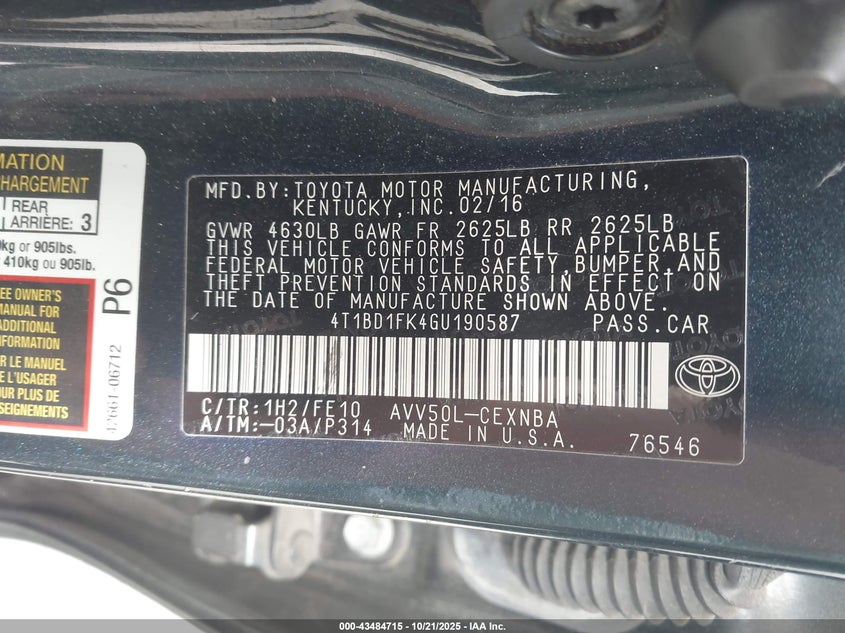 MATION
CHARGEMENT
REAR
ARRIÈRE: 3
kg or 905lbs.
410kg ou 905lb.
EE OWNER'S
MANUAL FOR
ADDITIONAL
R LE MANUEL
L'USAGER
PLUS DE
P6
42661-06712
MFD.BY:TOYOTA MOTOR MANUFACTURING,
KENTUCKY,INC.02/16
GVWR 4630LB GAWR FR 2625LB RR 2625LB
THIS VEHICLE CONFORMS TO ALL APPLICABLE
FEDERAL MOTOR VEHICLE SAFETY,BUMPER,AND
THEFT PREVENTION STANDARDS IN EFFECT ON
THE DATE OF MANUFACTURE SHOWN ABOVE.
4T1BD1FK4GU190587 PASS.CAR
C/TR:1H2/FE10 AVV50L-CEXNBA
A/TM:-03A/P314 MADE IN U.S.A. 76546
000-43484715 - 10/21/2025 - IAA Inc.